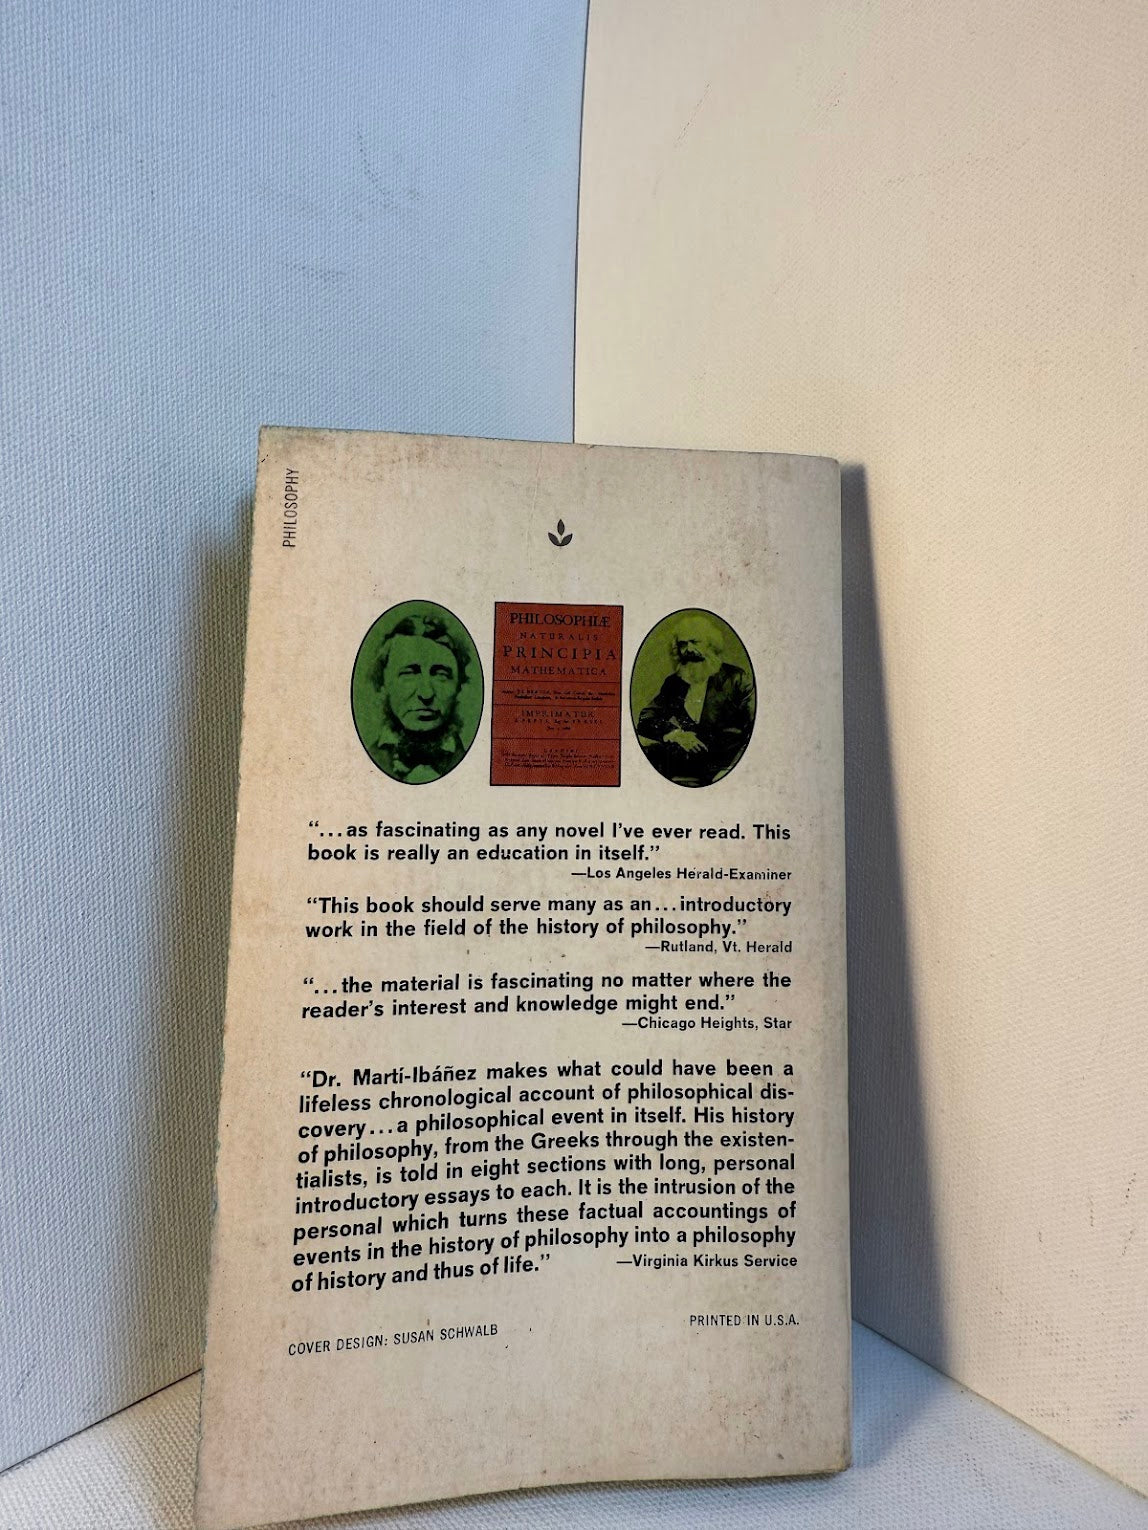 PHILOSOPHY
PHILOSOPHIÆ
NATURALIS
PRINCIPIA
MATHEMATICA
IMPRIMATUR
“...as fascinating as any novel I’ve ever read. This
book is really an education in itself.”
—Los Angeles Herald-Examiner
“This book should serve many as an...introductory
work in the field of the history of philosophy.”
—Rutland, Vt. Herald
“...the material is fascinating no matter where the
reader’s interest and knowledge might end.”
—Chicago Heights, Star
“Dr. Martí-Ibáñez makes what could have been a
lifeless chronological account of philosophical dis-
covery...a philosophical event in itself. His history
of philosophy, from the Greeks through the existen-
tialists, is told in eight sections with long, personal
introductory essays to each. It is the intrusion of the
personal which turns these factual accountings of
events in the history of philosophy into a philosophy
of history and thus of life.” —Virginia Kirkus Service
COVER DESIGN: SUSAN SCHWALB
PRINTED IN U.S.A.